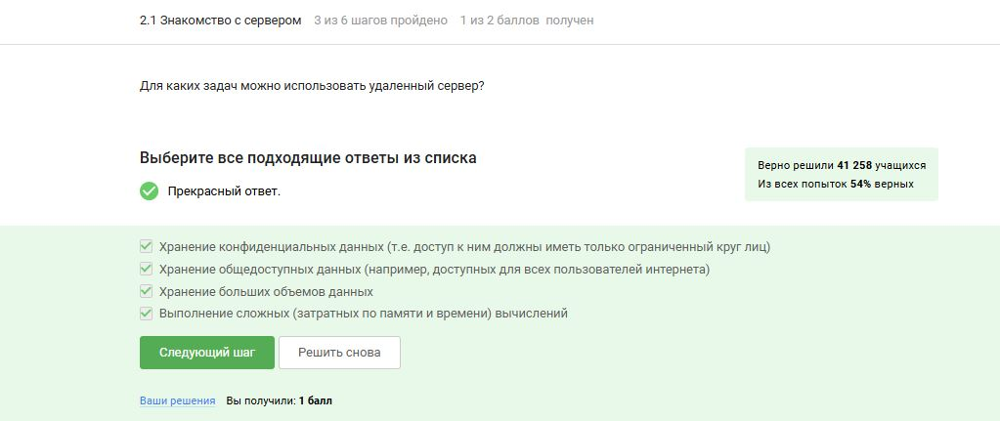 2.1 Знакомство с сервером 3 из 6 шагов пройдено 1 из 2 баллов получен
Для каких задач можно использовать удаленный сервер?
Выберите все подходящие ответы из списка
Прекрасный ответ.
Верно решили 41 258 учащихся
Из всех попыток 54% верных
Хранение конфиденциальных данных (т.е. доступ к ним должны иметь только ограниченный круг лиц)
Хранение общедоступных данных (например, доступных для всех пользователей интернета)
Хранение больших объемов данных
Выполнение сложных (затратных по памяти и времени) вычислений
Следующий шаг Решить снова
Ваши решения Вы получили: 1 балл